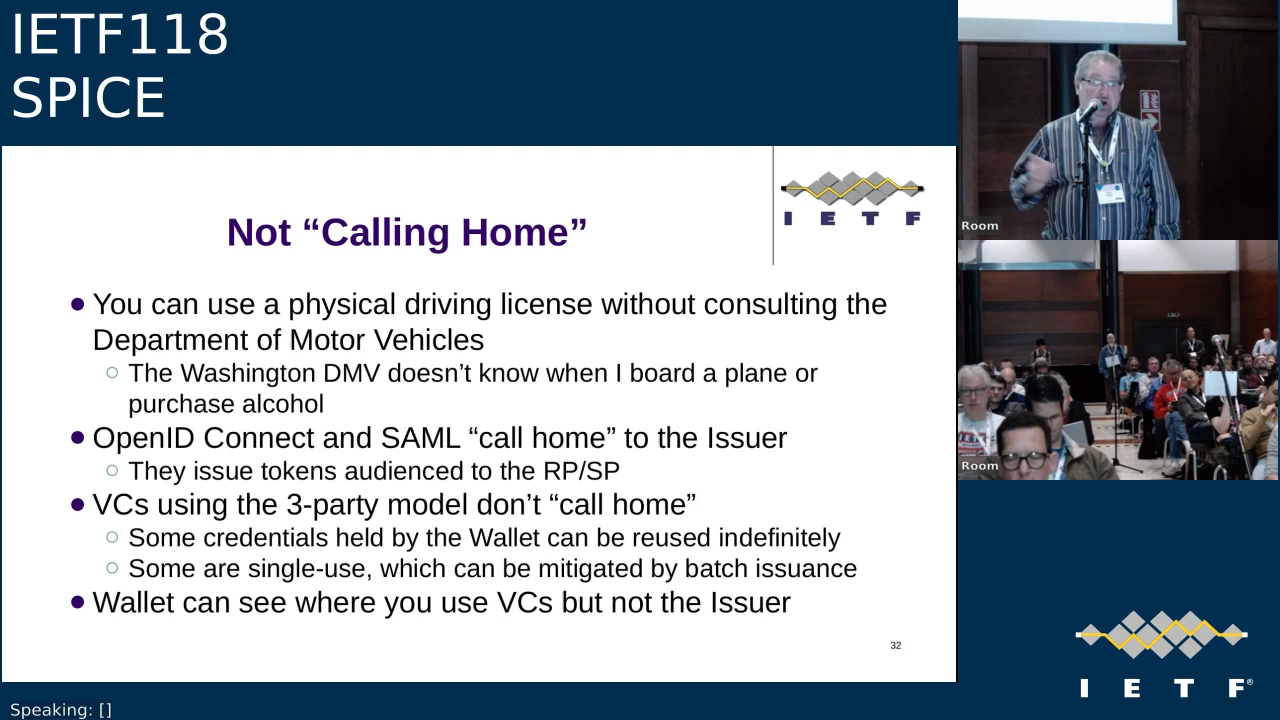 IETF118
SPICE
Not “Calling Home”
I E T F
● You can use a physical driving license without consulting the
Department of Motor Vehicles
○ The Washington DMV doesn’t know when I board a plane or
purchase alcohol
● OpenID Connect and SAML “call home” to the Issuer
○ They issue tokens audienced to the RP/SP
● VCs using the 3-party model don’t “call home”
○ Some credentials held by the Wallet can be reused indefinitely
○ Some are single-use, which can be mitigated by batch issuance
● Wallet can see where you use VCs but not the Issuer
32
Room
Room
I E T F®
Speaking: []